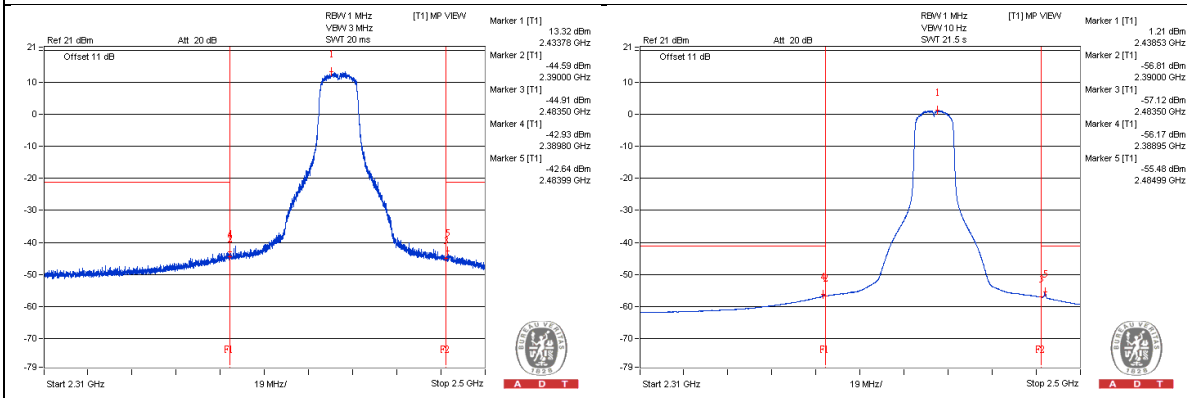 RBW 1 MHz
VBW 3 MHz
SWT 20 ms
[T1] MP VIEW
Ref 21 dBm
Att 20 dB
Offset 11 dB
Marker 1 [T1]
13.32 dBm
2.43378 GHz
Marker 2 [T1]
-44.59 dBm
2.39000 GHz
Marker 3 [T1]
-44.91 dBm
2.48350 GHz
Marker 4 [T1]
-42.93 dBm
2.38980 GHz
Marker 5 [T1]
-42.64 dBm
2.48399 GHz
21
10
0
-10
-20
-30
-40
-50
-60
-70
-79
1
4
5
F1
F2
Start 2.31 GHz
19 MHz/
Stop 2.5 GHz
BUREAU VERITAS
1828
A D T
RBW 1 MHz
VBW 10 Hz
SWT 21.5 s
[T1] MP VIEW
Ref 21 dBm
Att 20 dB
Offset 11 dB
Marker 1 [T1]
1.21 dBm
2.43853 GHz
Marker 2 [T1]
-56.81 dBm
2.39000 GHz
Marker 3 [T1]
-57.12 dBm
2.48350 GHz
Marker 4 [T1]
-56.17 dBm
2.38895 GHz
Marker 5 [T1]
-55.48 dBm
2.48499 GHz
21
10
0
-10
-20
-30
-40
-50
-60
-70
-79
1
42
5
F1
F2
Start 2.31 GHz
19 MHz/
Stop 2.5 GHz
BUREAU VERITAS
1828
A D T